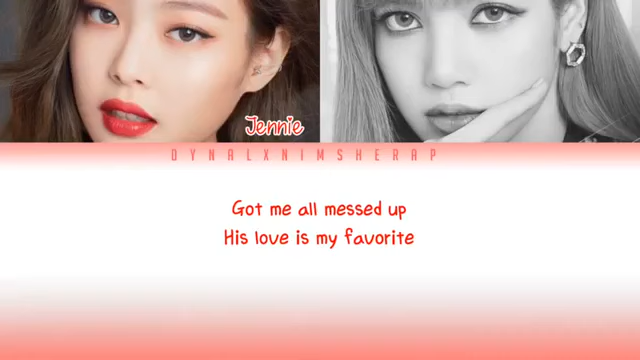 Jennie
DYNALXNIMSHERAP
Got me all messed up
His love is my favorite